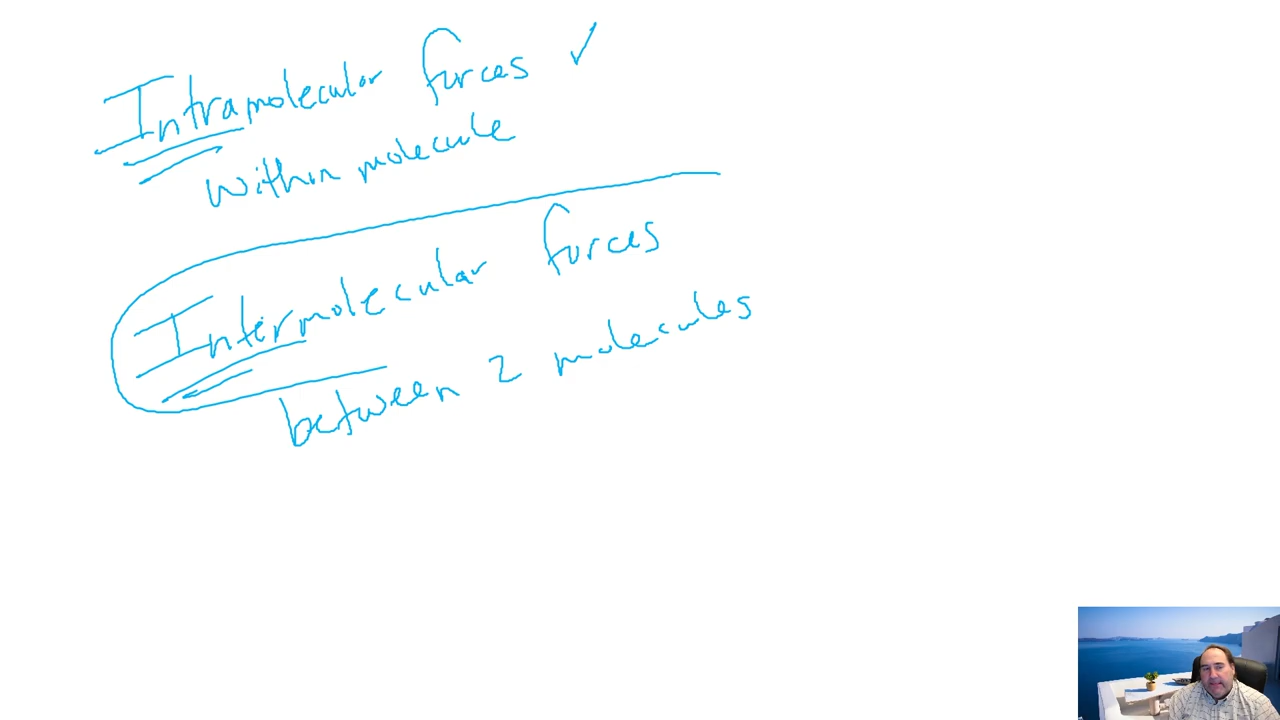 Intramolecular forces ✓
within molecule
Intermolecular forces
between 2 molecules